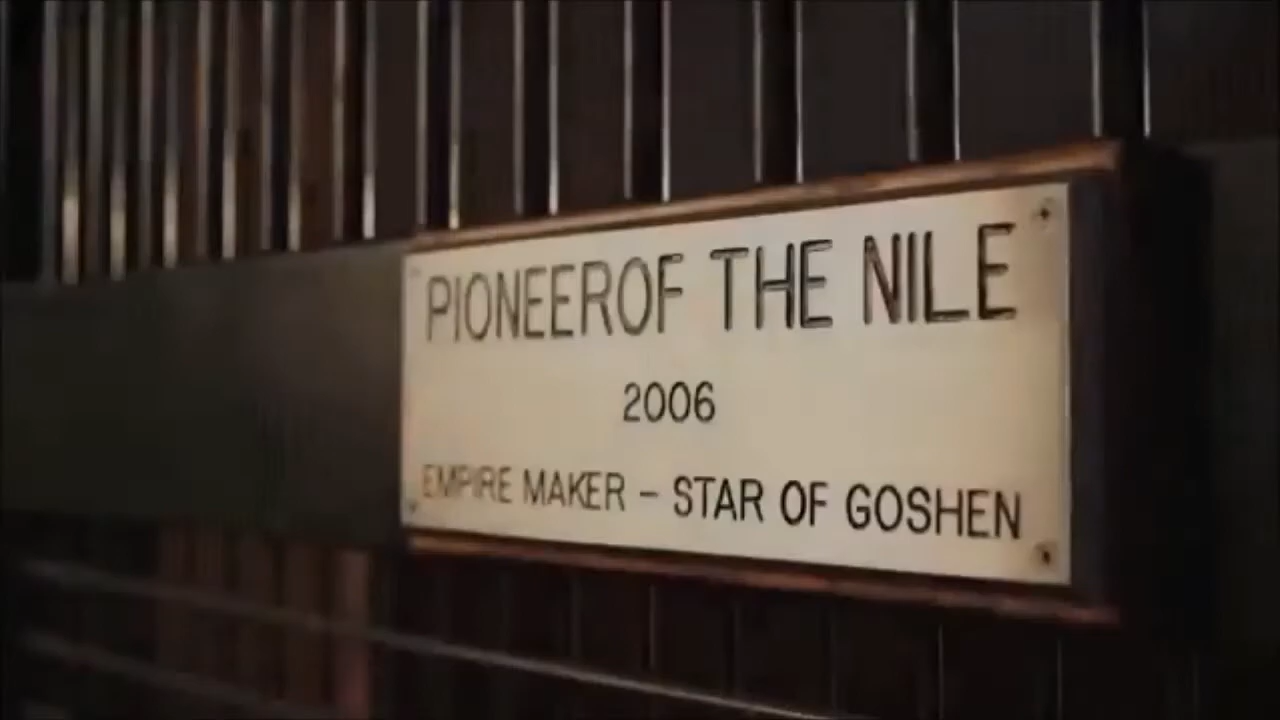 PIONEEROF THE NILE
2006
EMPIRE MAKER – STAR OF GOSHEN